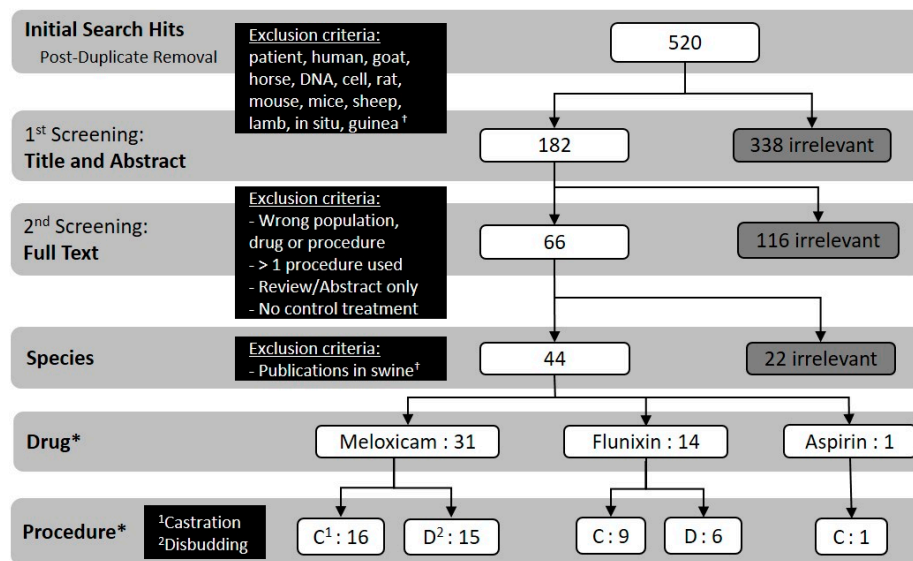 Initial Search Hits
Post-Duplicate Removal
Exclusion criteria:
patient, human, goat,
horse, DNA, cell, rat,
mouse, mice, sheep,
lamb, in situ, guinea†
520
1st Screening:
Title and Abstract
182
338 irrelevant
2nd Screening:
Full Text
Exclusion criteria:
- Wrong population,
drug or procedure
- > 1 procedure used
- Review/Abstract only
- No control treatment
66
116 irrelevant
Species
Exclusion criteria:
- Publications in swine†
44
22 irrelevant
Drug*
Meloxicam : 31
Flunixin : 14
Aspirin : 1
Procedure*
1Castration
2Disbudding
C1 : 16
D2 : 15
C : 9
D : 6
C : 1